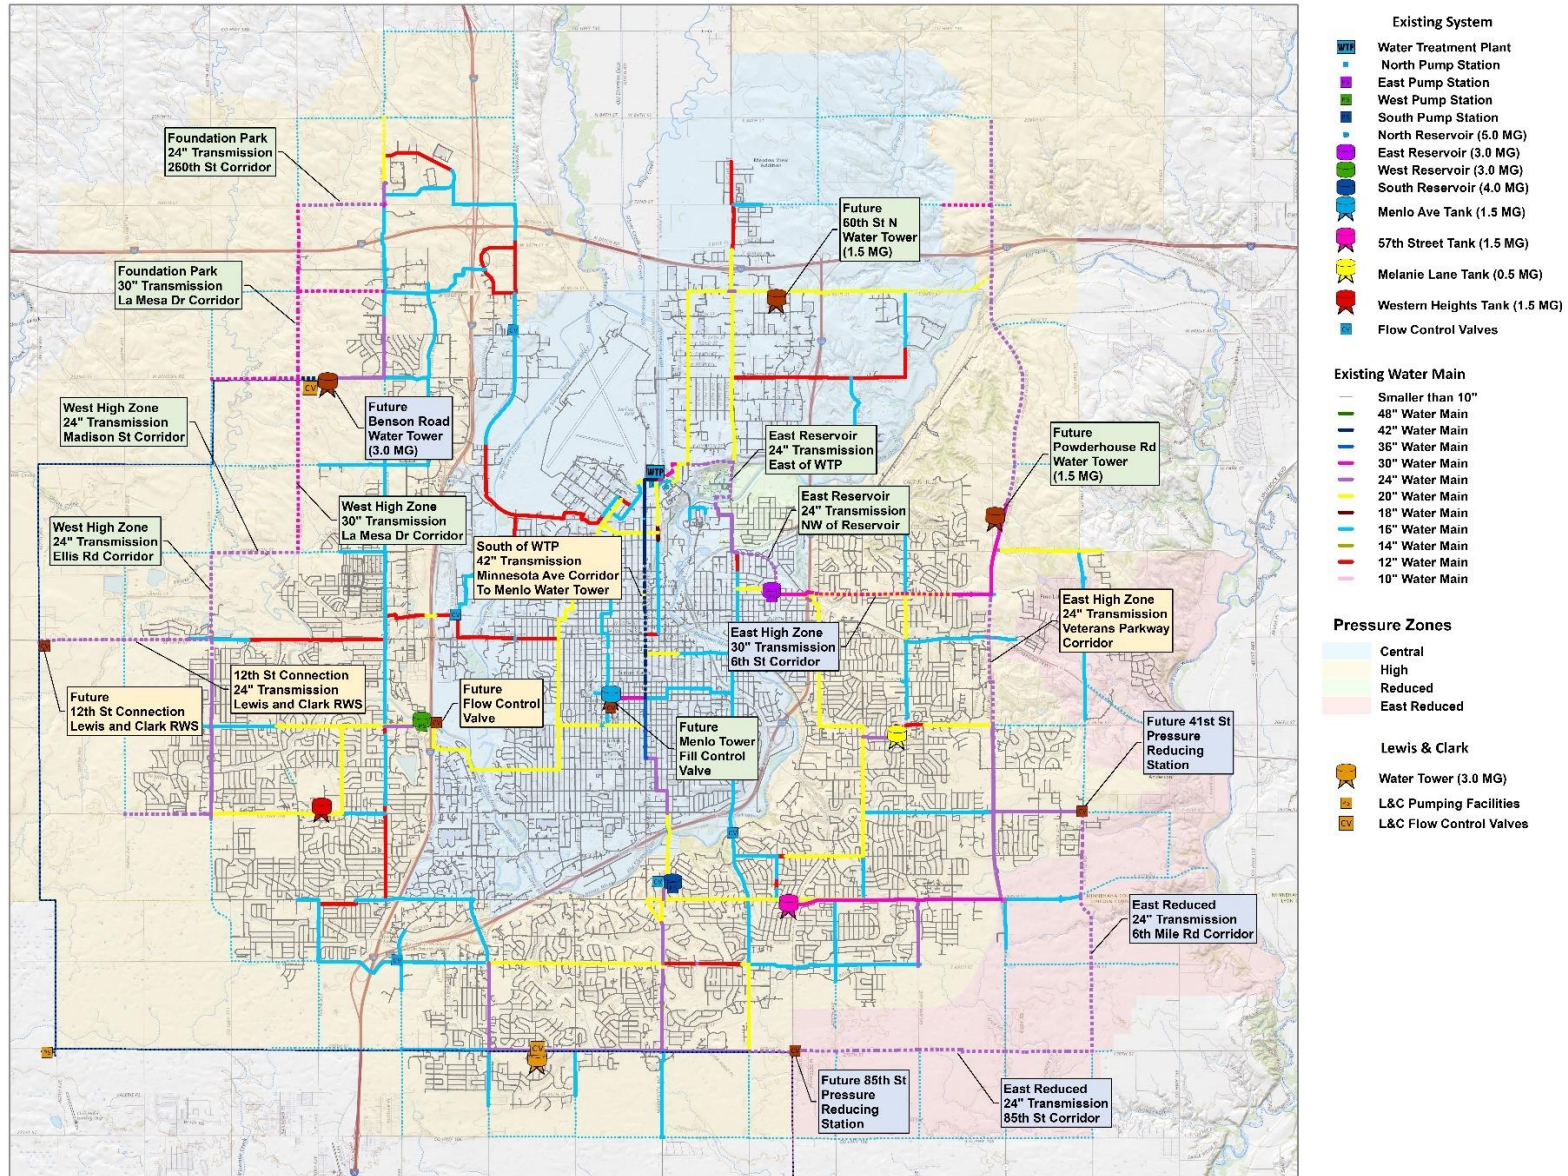 Foundation Park
24" Transmission
260th St Corridor
Future
60th St N
Water Tower
(1.5 MG)
Foundation Park
30" Transmission
La Mesa Dr Corridor
West High Zone
24" Transmission
Madison St Corridor
Future
Benson Road
Water Tower
(3.0 MG)
East Reservoir
24" Transmission
East of WTP
Future
Powderhouse Rd
Water Tower
(1.5 MG)
WTP
West High Zone
24" Transmission
Ellis Rd Corridor
West High Zone
30" Transmission
La Mesa Dr Corridor
East Reservoir
24" Transmission
NW of Reservoir
South of WTP
42" Transmission
Minnesota Ave Corridor
To Menlo Water Tower
East High Zone
30" Transmission
6th St Corridor
East High Zone
24" Transmission
Veterans Parkway
Corridor
Future
12th St Connection
Lewis and Clark RWS
12th St Connection
24" Transmission
Lewis and Clark RWS
Future
Flow Control
Valve
Future
Menlo Tower
Fill Control
Valve
Future 41st St
Pressure
Reducing
Station
East Reduced
24" Transmission
6th Mile Rd Corridor
Future 85th St
Pressure
Reducing
Station
East Reduced
24" Transmission
85th St Corridor
CV
CV
Existing System
WTP Water Treatment Plant
North Pump Station
East Pump Station
West Pump Station
South Pump Station
North Reservoir (5.0 MG)
East Reservoir (3.0 MG)
West Reservoir (3.0 MG)
South Reservoir (4.0 MG)
Menlo Ave Tank (1.5 MG)
57th Street Tank (1.5 MG)
Melanie Lane Tank (0.5 MG)
Western Heights Tank (1.5 MG)
CV Flow Control Valves
Existing Water Main
Smaller than 10"
48" Water Main
42" Water Main
36" Water Main
30" Water Main
24" Water Main
20" Water Main
18" Water Main
16" Water Main
14" Water Main
12" Water Main
10" Water Main
Pressure Zones
Central
High
Reduced
East Reduced
Lewis & Clark
Water Tower (3.0 MG)
PS L&C Pumping Facilities
CV L&C Flow Control Valves